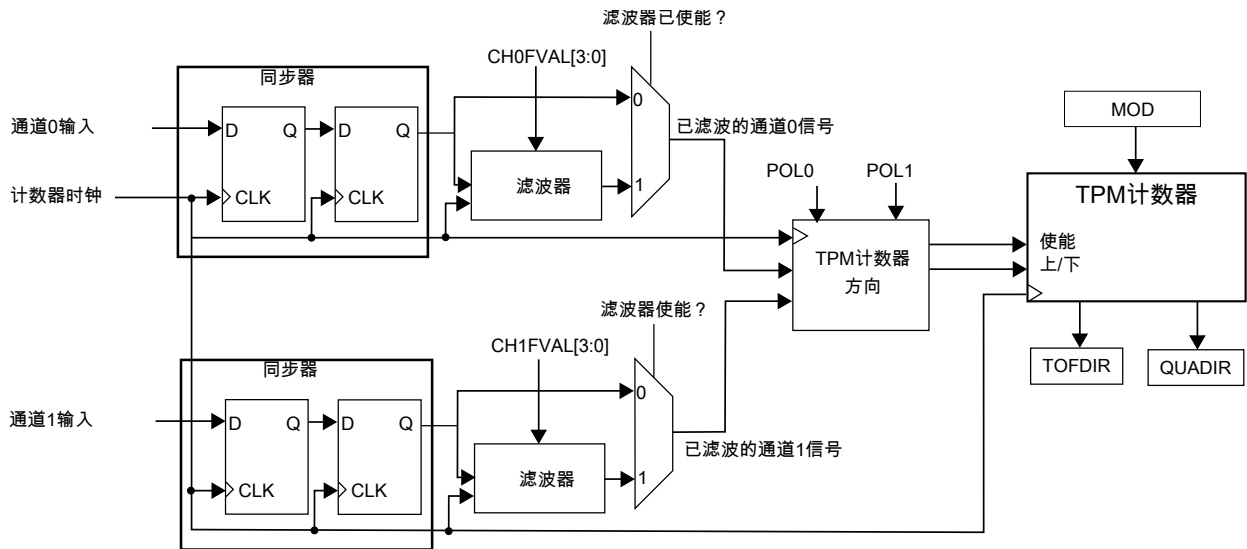 滤波器已使能？
CH0FVAL[3:0]
同步器
通道0输入
D Q D Q
CLK CLK
计数器时钟
0
滤波器
1
已滤波的通道0信号
POL0 POL1
MOD
TPM计数器
使能
上/下
TPM计数器
方向
TOFDIR QUADIR
滤波器使能？
CH1FVAL[3:0]
同步器
通道1输入
D Q D Q
CLK CLK
0
滤波器
1
已滤波的通道1信号